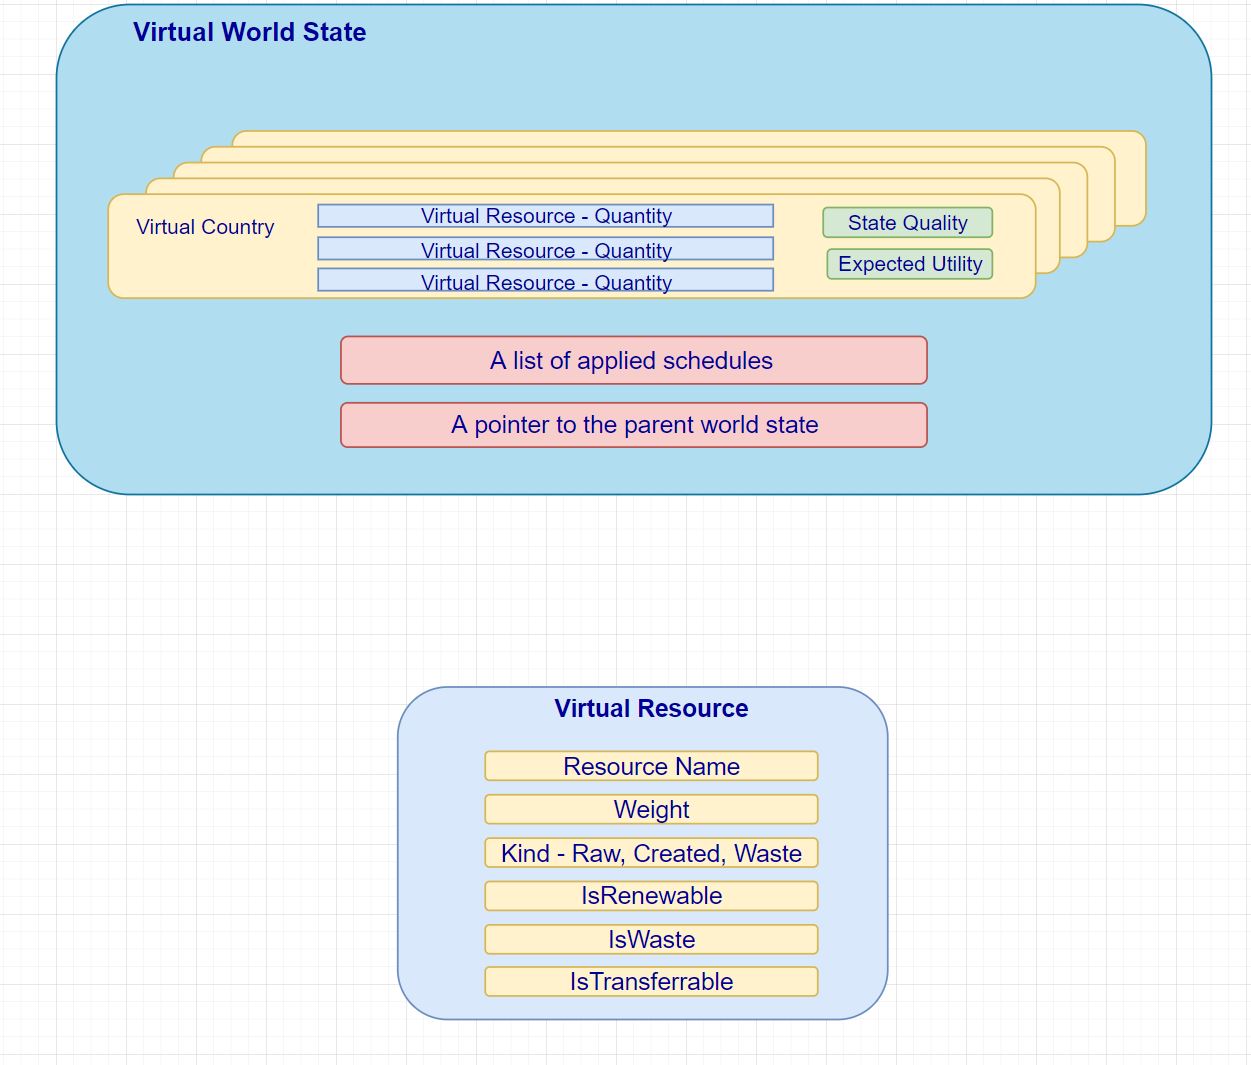 Virtual World State
Virtual Country
Virtual Resource - Quantity
Virtual Resource - Quantity
Virtual Resource - Quantity
State Quality
Expected Utility
A list of applied schedules
A pointer to the parent world state
Virtual Resource
Resource Name
Weight
Kind - Raw, Created, Waste
IsRenewable
IsWaste
IsTransferrable